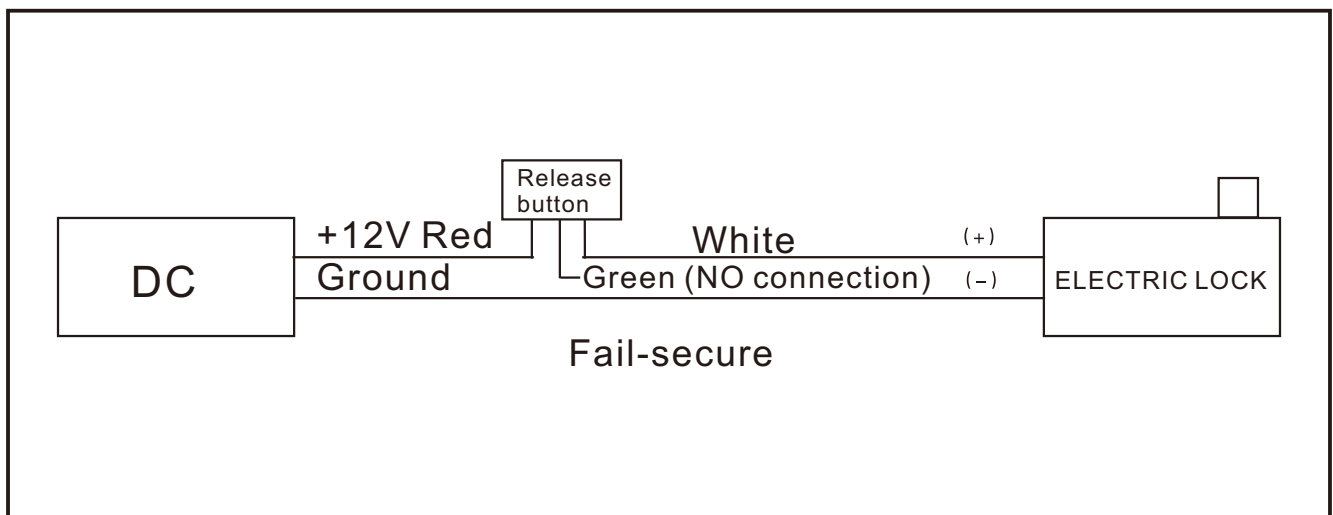 Release
button
+12V Red
White
(+)
DC
Ground
Green (NO connection)
(-)
ELECTRIC LOCK
Fail-secure